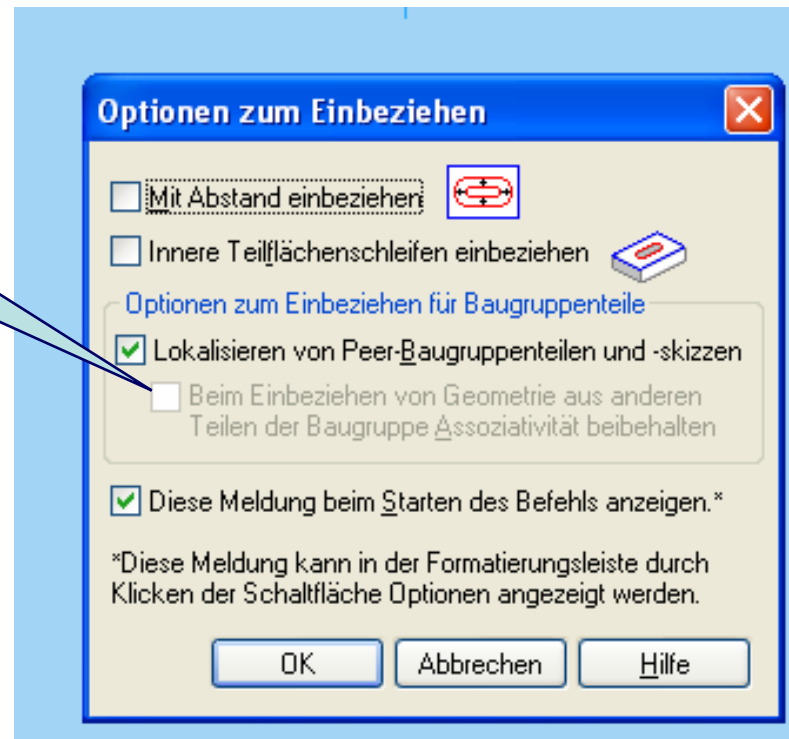 Optionen zum Einbeziehen
Mit Abstand einbeziehen
Innere Teilflächenschleifen einbeziehen
Optionen zum Einbeziehen für Baugruppenteile
Lokalisieren von Peer-Baugruppenteilen und -skizzen
Beim Einbeziehen von Geometrie aus anderen
Teilen der Baugruppe Assoziativität beibehalten
Diese Meldung beim Starten des Befehls anzeigen.*
*Diese Meldung kann in der Formatierungsleiste durch
Klicken der Schaltfläche Optionen angezeigt werden.
OK Abbrechen Hilfe